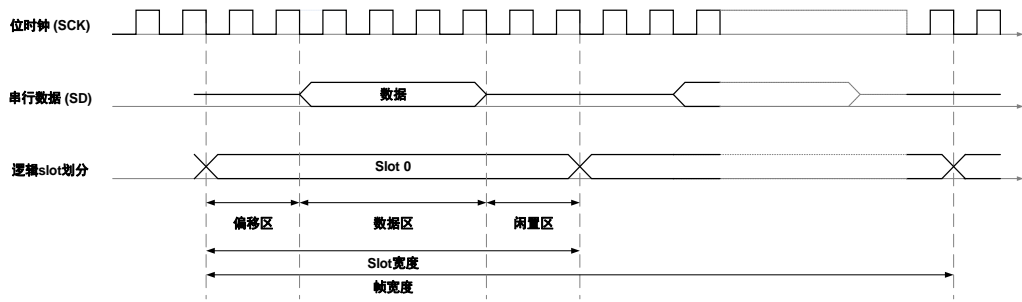 位时钟 (SCK)
串行数据 (SD)
数据
逻辑slot划分
Slot 0
偏移区
数据区
闲置区
Slot宽度
帧宽度